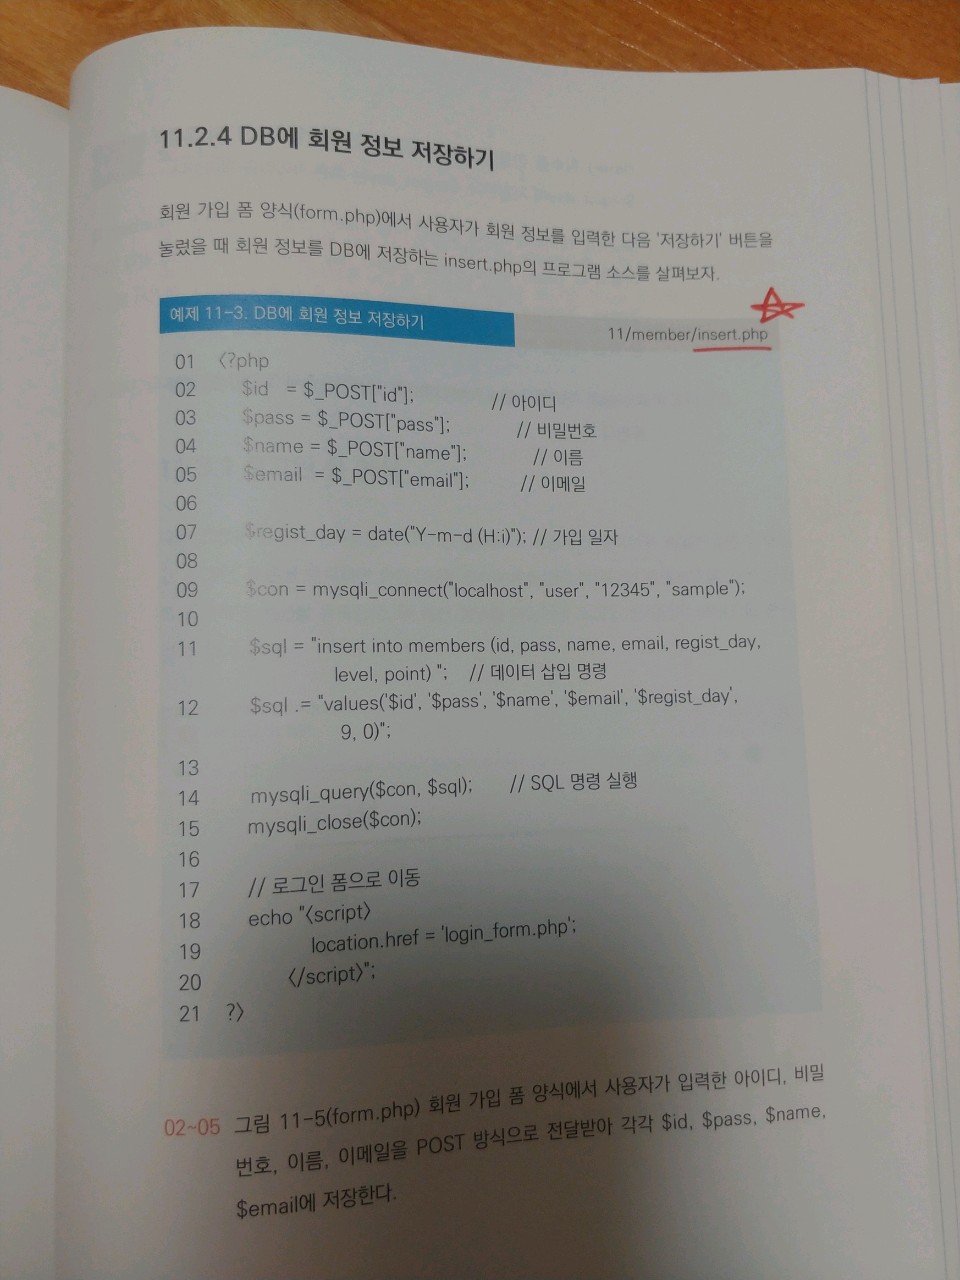 11.2.4 DB에 회원 정보 저장하기
회원 가입 폼 양식(form.php)에서 사용자가 회원 정보를 입력한 다음 '저장하기' 버튼을
눌렀을 때 회원 정보를 DB에 저장하는 insert.php의 프로그램 소스를 살펴보자.
예제 11-3. DB에 회원 정보 저장하기
11/member/insert.php
01 <?php
02 $id = $_POST["id"]; // 아이디
03 $pass = $_POST["pass"]; // 비밀번호
04 $name = $_POST["name"]; // 이름
05 $email = $_POST["email"]; // 이메일
06
07 $regist_day = date("Y-m-d (H:i)"); // 가입 일자
08
09 $con = mysqli_connect("localhost", "user", "12345", "sample");
10
11 $sql = "insert into members (id, pass, name, email, regist_day,
level, point) "; // 데이터 삽입 명령
12 $sql .= "values('$id', '$pass', '$name', '$email', '$regist_day',
9, 0)";
13
14 mysqli_query($con, $sql); // SQL 명령 실행
15 mysqli_close($con);
16
17 // 로그인 폼으로 이동
18 echo "<script>
19 location.href = 'login_form.php';
20 </script>";
21 ?>
02~05 그림 11-5(form.php) 회원 가입 폼 양식에서 사용자가 입력한 아이디, 비밀
번호, 이름, 이메일을 POST 방식으로 전달받아 각각 $id, $pass, $name,
$email에 저장한다.